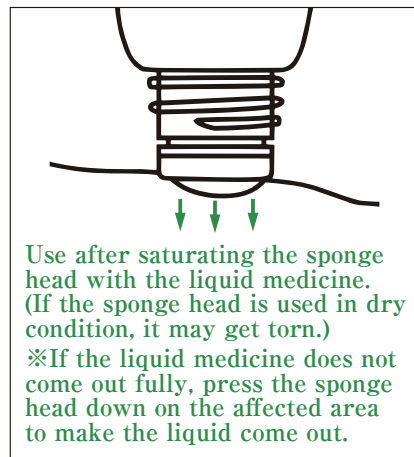 Use after saturating the sponge
head with the liquid medicine.
(If the sponge head is used in dry
condition, it may get torn.)
※If the liquid medicine does not
come out fully, press the sponge
head down on the affected area
to make the liquid come out.